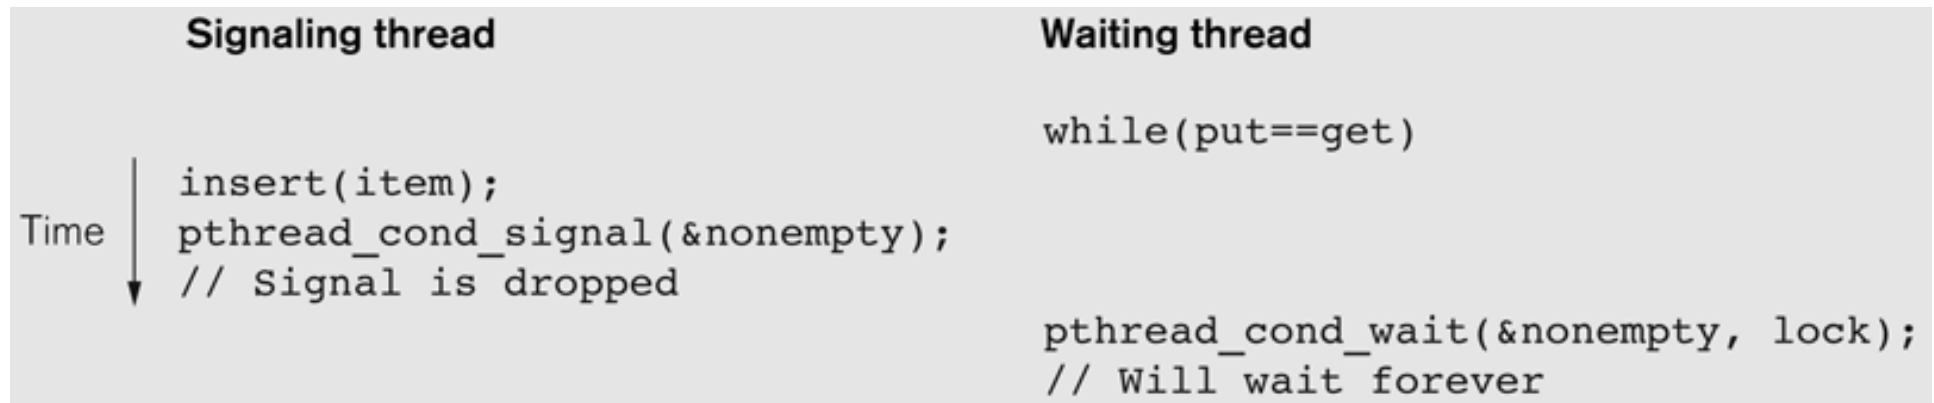 Signaling thread
Waiting thread
while(put==get)
insert(item);
Time
pthread_cond_signal(&nonempty);
// Signal is dropped
pthread_cond_wait(&nonempty, lock);
// Will wait forever